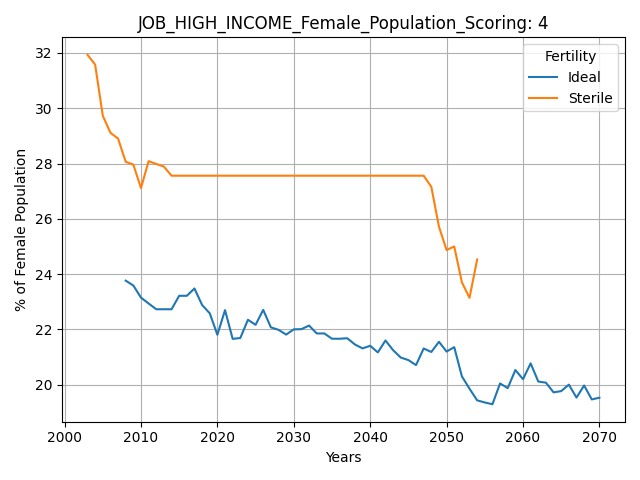 JOB_HIGH_INCOME_Female_Population_Scoring: 4
Fertility
Ideal
Sterile
% of Female Population
32
30
28
26
24
22
20
2000 2010 2020 2030 2040 2050 2060 2070
Years